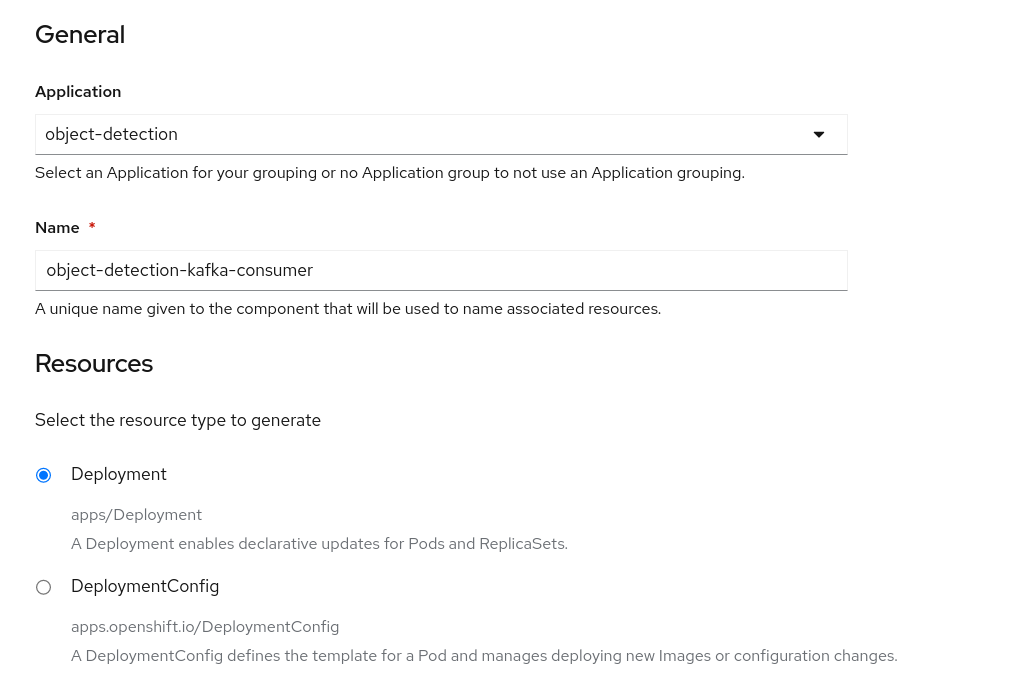 General
Application
object-detection
Select an Application for your grouping or no Application group to not use an Application grouping.
Name *
object-detection-kafka-consumer
A unique name given to the component that will be used to name associated resources.
Resources
Select the resource type to generate
Deployment
apps/Deployment
A Deployment enables declarative updates for Pods and ReplicaSets.
DeploymentConfig
apps.openshift.io/DeploymentConfig
A DeploymentConfig defines the template for a Pod and manages deploying new Images or configuration changes.